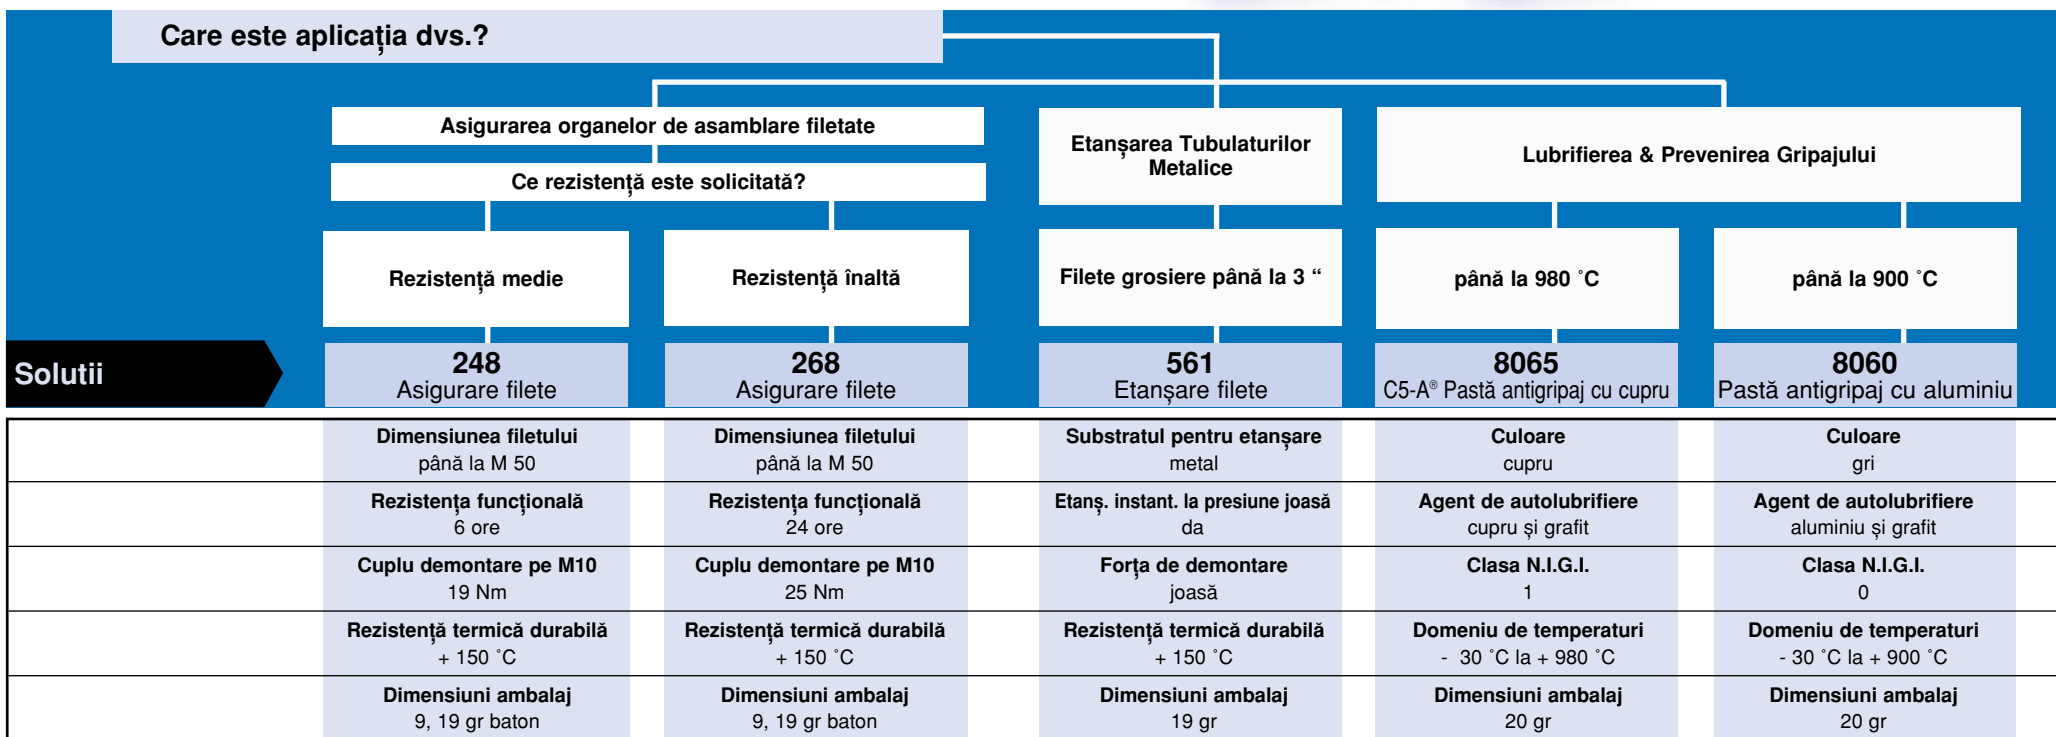 Care este aplicația dvs.?
Asigurarea organelor de asamblare filetate
Ce rezistență este solicitată?
Etanșarea Tubulaturilor
Metalice
Lubrifierea & Prevenirea Gripajului
Rezistență medie
Rezistență înaltă
Filete grosiere până la 3 “
până la 980 ˚C
până la 900 ˚C
Solutii
248
Asigurare filete
268
Asigurare filete
561
Etanșare filete
8065
C5-A® Pastă antigripaj cu cupru
8060
Pastă antigripaj cu aluminiu
Dimensiunea filetului
până la M 50
Dimensiunea filetului
până la M 50
Substratul pentru etanșare
metal
Culoare
cupru
Culoare
gri
Rezistența funcțională
6 ore
Rezistența funcțională
24 ore
Etanș. instant. la presiune joasă
da
Agent de autolubrifiere
cupru și grafit
Agent de autolubrifiere
aluminiu și grafit
Cuplu demontare pe M10
19 Nm
Cuplu demontare pe M10
25 Nm
Forța de demontare
joasă
Clasa N.I.G.I.
1
Clasa N.I.G.I.
0
Rezistență termică durabilă
+ 150 ˚C
Rezistență termică durabilă
+ 150 ˚C
Rezistență termică durabilă
+ 150 ˚C
Domeniu de temperaturi
- 30 ˚C la + 980 ˚C
Domeniu de temperaturi
- 30 ˚C la + 900 ˚C
Dimensiuni ambalaj
9, 19 gr baton
Dimensiuni ambalaj
9, 19 gr baton
Dimensiuni ambalaj
19 gr
Dimensiuni ambalaj
20 gr
Dimensiuni ambalaj
20 gr